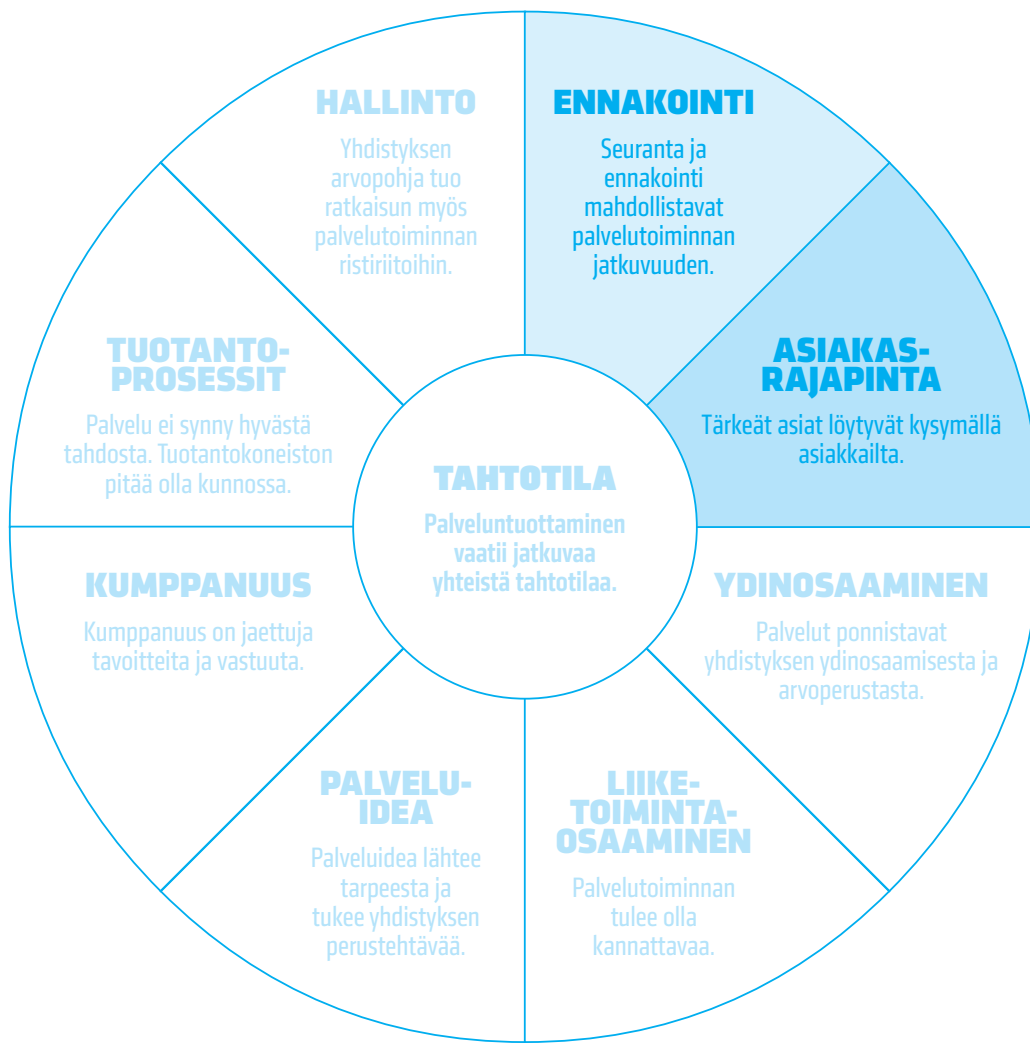 HALLINTO
Yhdistyksen
arvopohja tuo
ratkaisun myös
palvelutoiminnan
ristiriitoihin.
ENNAKOINTI
Seuranta ja
ennakointi
mahdollistavat
palvelutoiminnan
jatkuvuuden.
TUOTANTO-
PROSESSIT
Palvelu ei synny hyvästä
tahdosta. Tuotantokoneiston
pitää olla kunnossa.
ASIAKAS-
RAJAPINTA
Tärkeät asiat löytyvät kysymällä
asiakkailta.
TAHTOTILA
Palveluntuottaminen
vaatii jatkuvaa
yhteistä tahtotilaa.
KUMPPANUUS
Kumppanuus on jaettuja
tavoitteita ja vastuuta.
YDINOSAAMINEN
Palvelut ponnistavat
yhdistyksen ydinosaamisesta ja
arvoperustasta.
PALVELU-
IDEA
Palveluidea lähtee
tarpeesta ja
tukee yhdistyksen
perustehtävää.
LIIKE-
TOIMINTA-
OSAAMINEN
Palvelutoiminnan
tulee olla
kannattavaa.